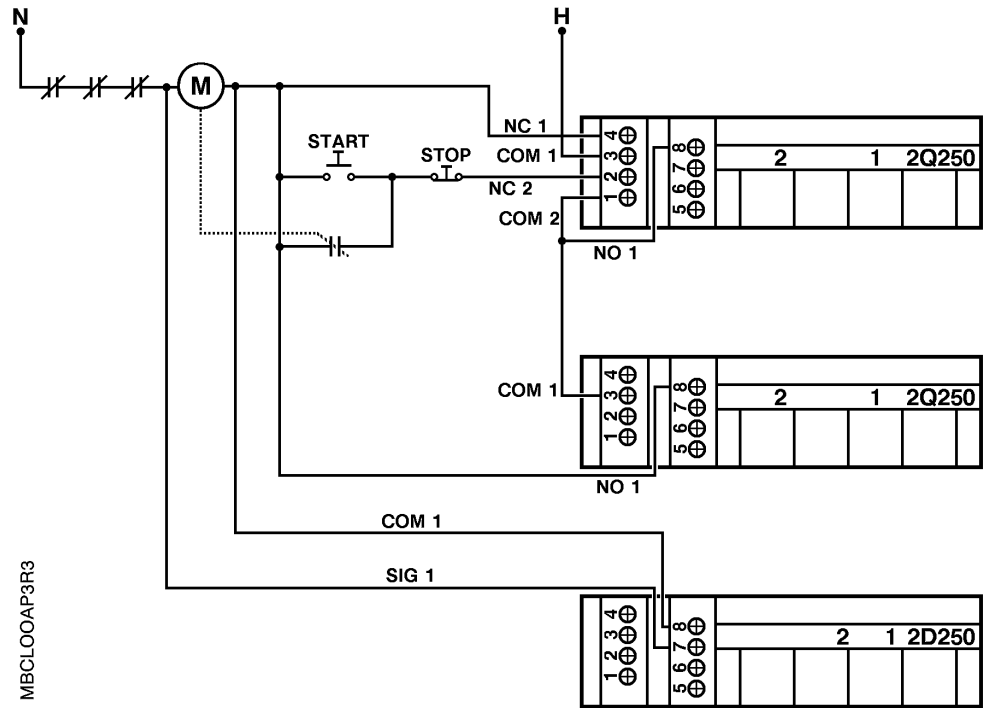 N
H
M
START
STOP
NC 1
COM 1
NC 2
COM 2
NO 1
4
3
2
1
8
7
6
5
2 1 2Q250
COM 1
NO 1
4
3
2
1
8
7
6
5
2 1 2Q250
COM 1
SIG 1
4
3
2
1
8
7
6
5
2 1 2D250
MBCLOOAP3R3